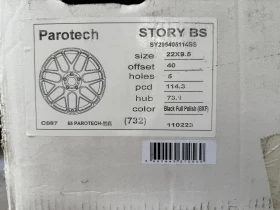 Parotech
STORY BS
size 22X9.5
offset 40
holes 5
pcd 114.3
hub 73.1
color Black Full Polish (BKF)
(732)
110223